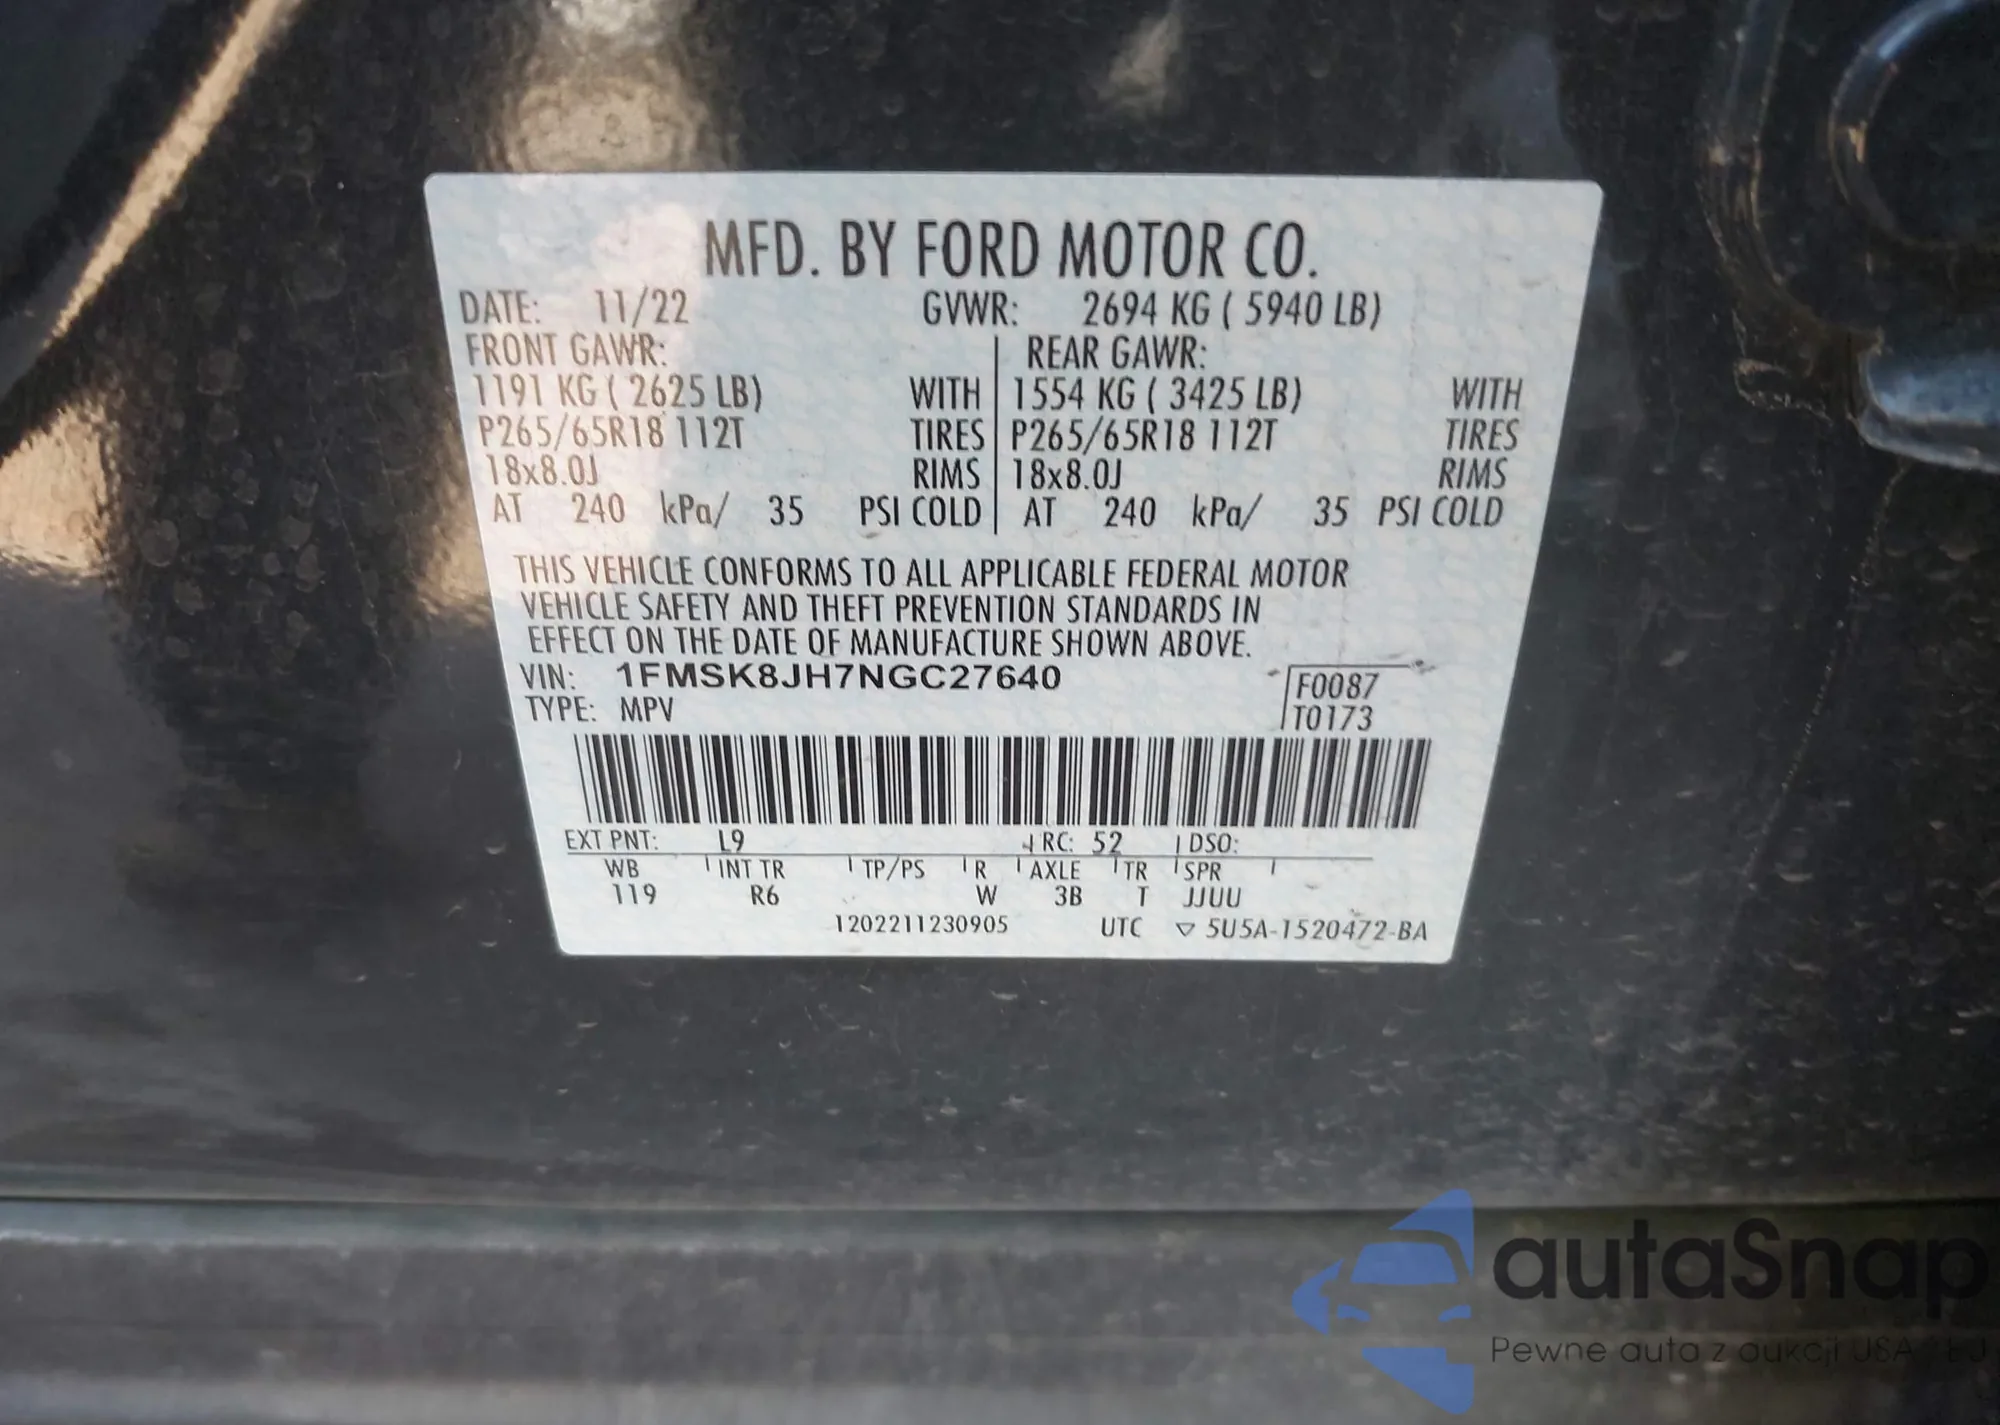 MFD. BY FORD MOTOR CO.
DATE: 11/22 GVWR: 2694 KG ( 5940 LB)
FRONT GAWR: REAR GAWR:
1191 KG ( 2625 LB) WITH 1554 KG ( 3425 LB) WITH
P265/65R18 112T TIRES P265/65R18 112T TIRES
18x8.0J RIMS 18x8.0J RIMS
AT 240 kPa/ 35 PSI COLD AT 240 kPa/ 35 PSI COLD
THIS VEHICLE CONFORMS TO ALL APPLICABLE FEDERAL MOTOR
VEHICLE SAFETY AND THEFT PREVENTION STANDARDS IN
EFFECT ON THE DATE OF MANUFACTURE SHOWN ABOVE.
VIN: 1FMSK8JH7NGC27640
F0087
TYPE: MPV
T0173
EXT PNT: L9 RC: 52 DSO:
WB INT TR TP/PS R AXLE TR SPR
119 R6 W 3B T JJUU
1202211230905 UTC ▽ 5U5A-1520472-BA
autaSnap
Pewne auta z aukcji USA